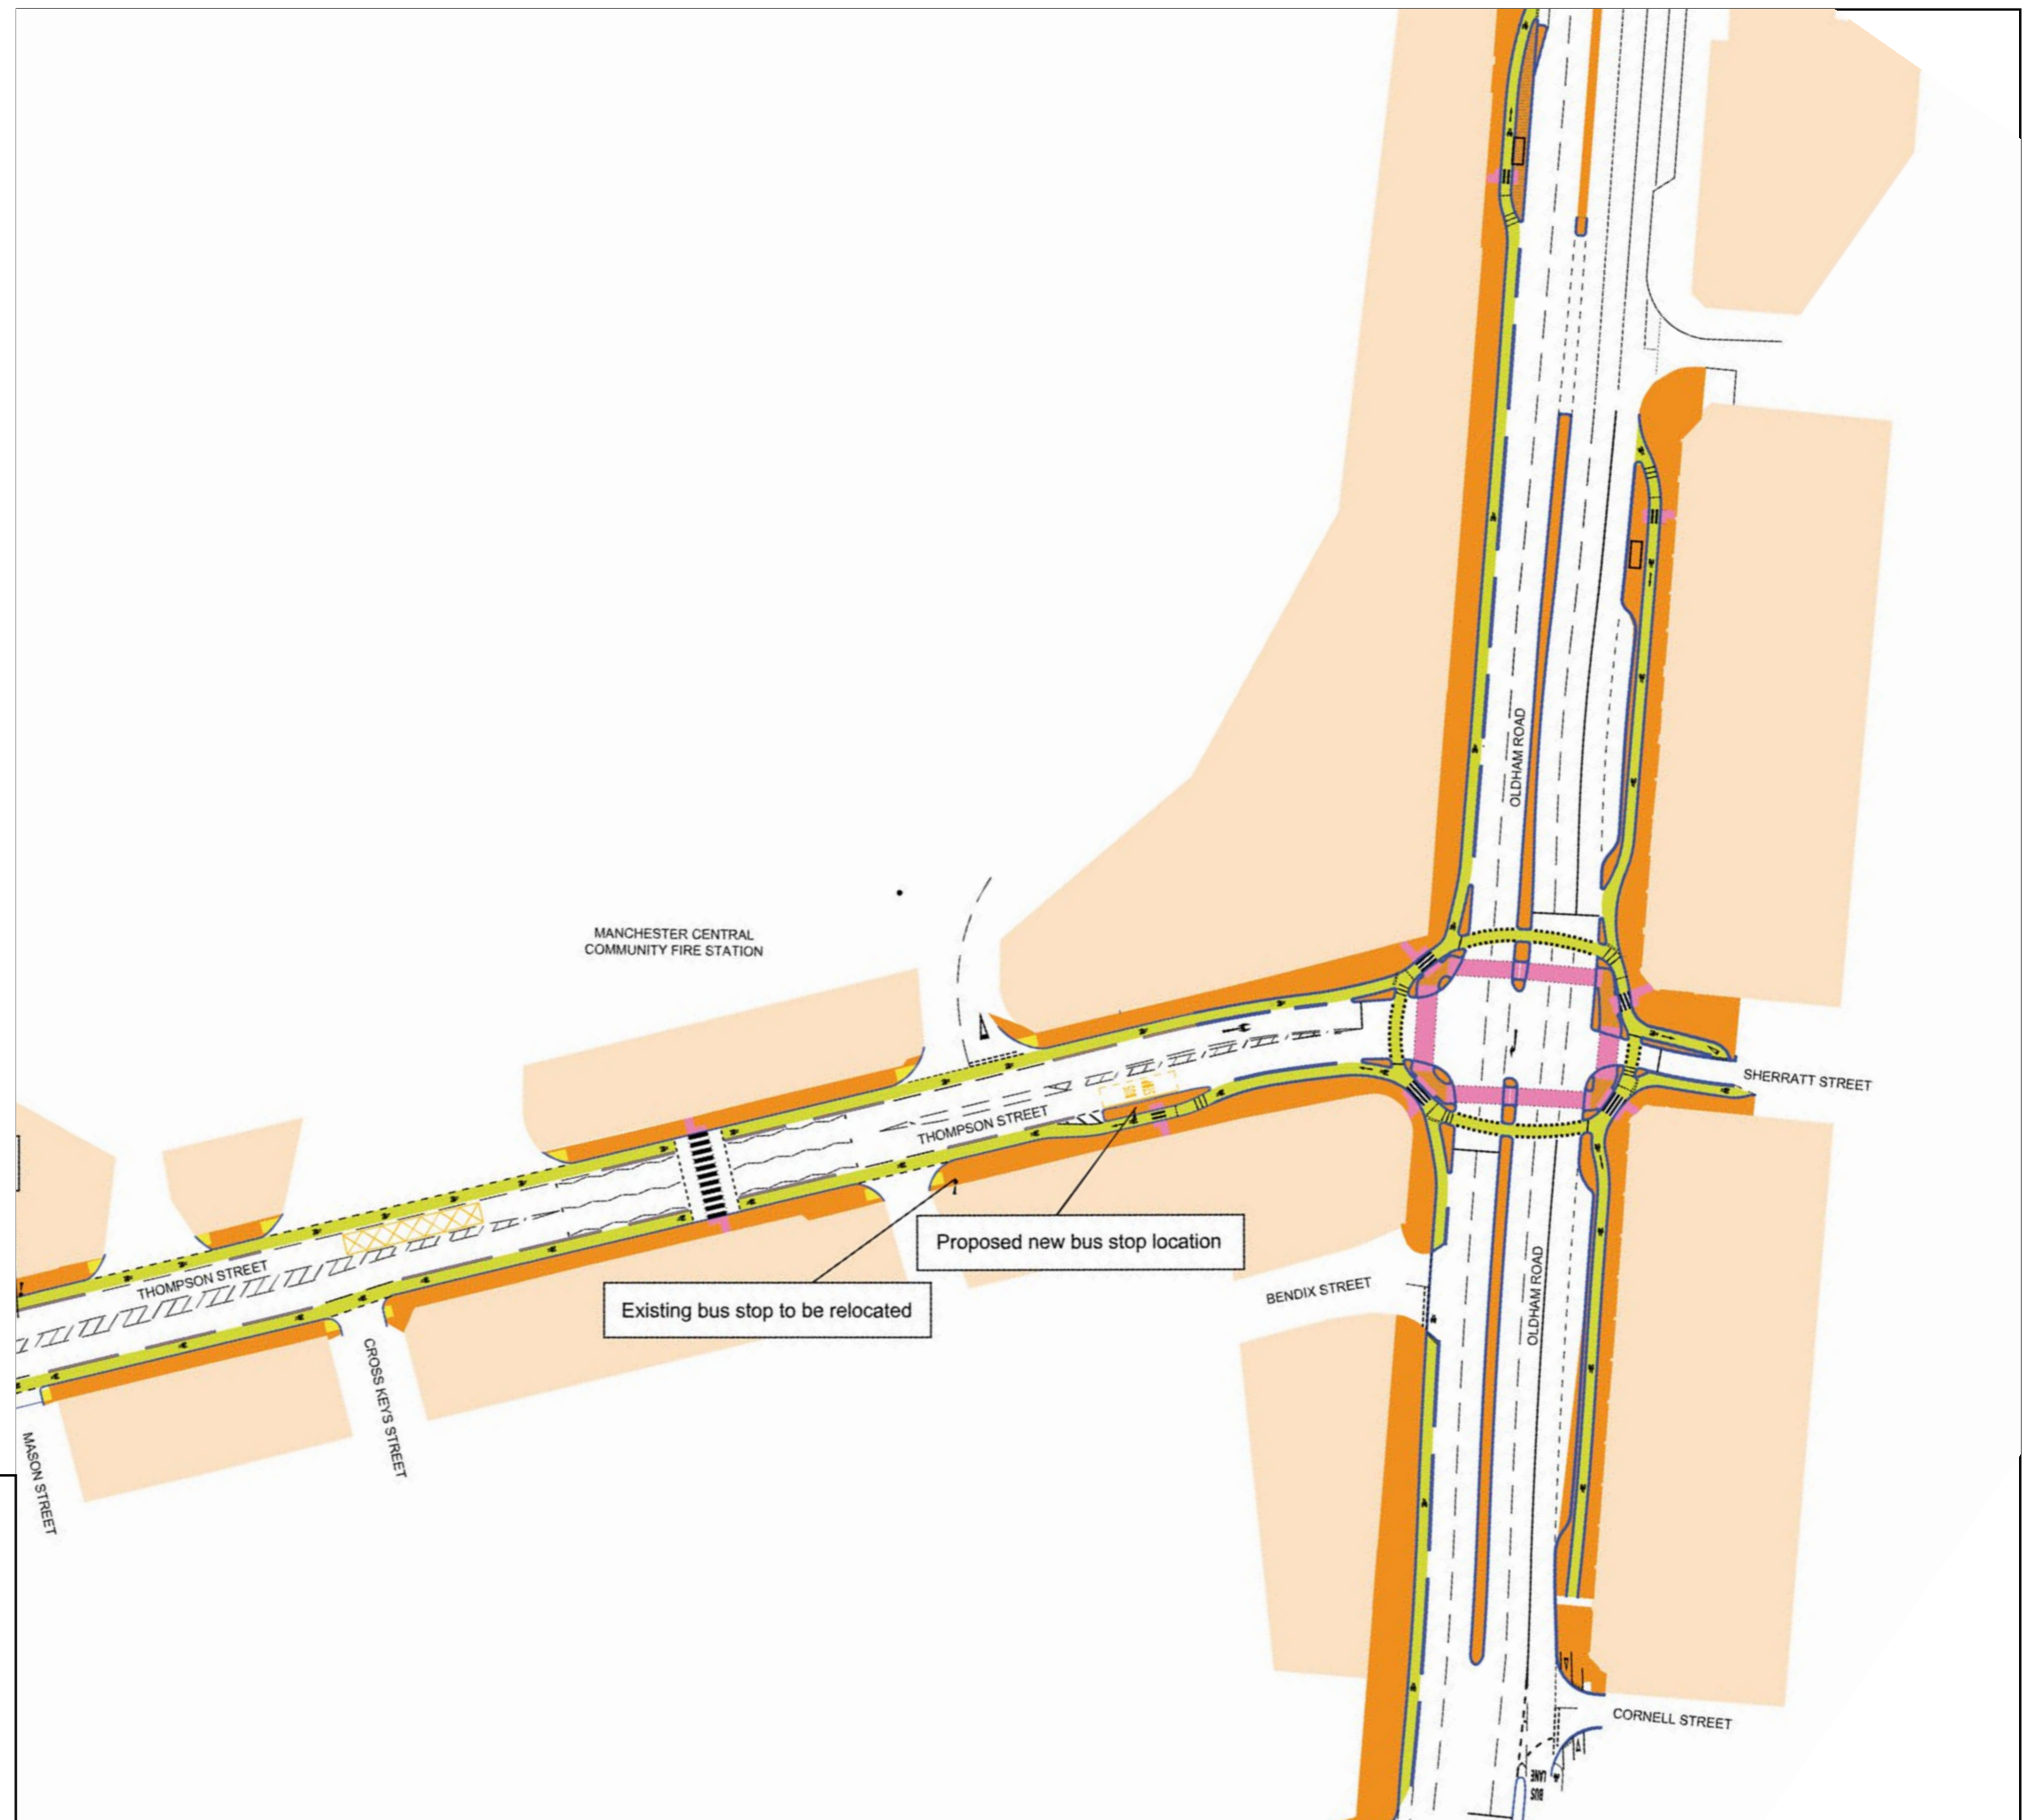 OLDHAM ROAD
MANCHESTER CENTRAL
COMMUNITY FIRE STATION
SHERRATT STREET
THOMPSON STREET
Proposed new bus stop location
THOMPSON STREET
BENDIX STREET
OLDHAM ROAD
Existing bus stop to be relocated
CROSS KEYS STREET
MASON STREET
CORNELL STREET
BUS
LANE